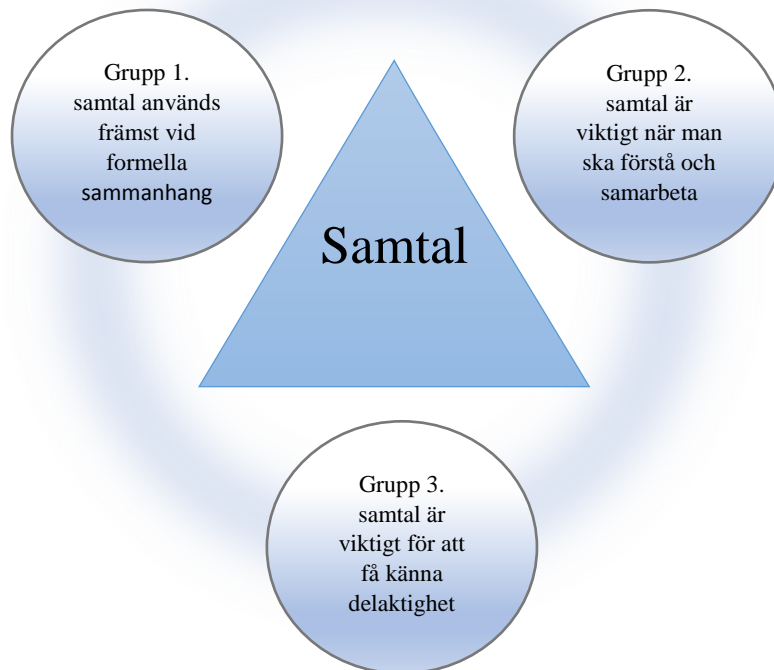 Grupp 1.
samtal används
främst vid
formella
sammanhang
Grupp 2.
samtal är
viktigt när man
ska förstå och
samarbeta
Samtal
Grupp 3.
samtal är
viktigt för att
få känna
delaktighet